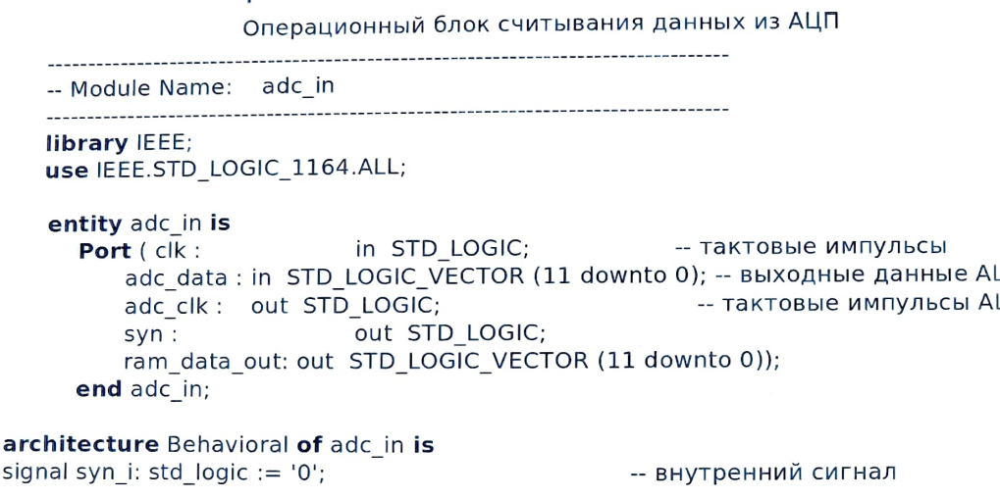 Операционный блок считывания данных из АЦП
--------------------------------------------------------------------------------
-- Module Name: adc_in
--------------------------------------------------------------------------------
library IEEE;
use IEEE.STD_LOGIC_1164.ALL;
entity adc_in is
Port ( clk : in STD_LOGIC; -- тактовые импульсы
adc_data : in STD_LOGIC_VECTOR (11 downto 0); -- выходные данные
adc_clk : out STD_LOGIC; -- тактовые импульсы
syn : out STD_LOGIC;
ram_data_out: out STD_LOGIC_VECTOR (11 downto 0));
end adc_in;
architecture Behavioral of adc_in is
signal syn_i: std_logic := '0'; -- внутренний сигнал